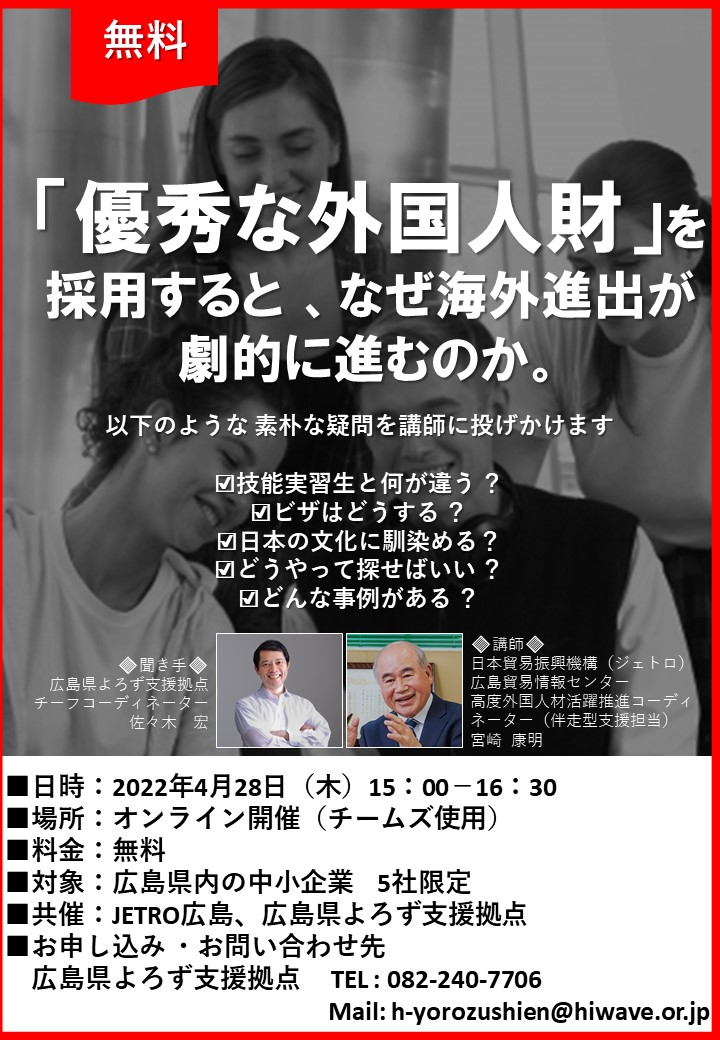 無料
「優秀な外国人財」を
採用すると、なぜ海外進出が
劇的に進むのか。
以下のような素朴な疑問を講師に投げかけます
☑技能実習生と何が違う？
☑ビザはどうする？
☑日本の文化に馴染める？
☑どうやって探せばいい？
☑どんな事例がある？
◈聞き手◈
広島県よろず支援拠点
チーフコーディネーター
佐々木　宏
◈講師◈
日本貿易振興機構（ジェトロ）
広島貿易情報センター
高度外国人材活躍推進コーディ
ネーター（伴走型支援担当）
宮崎 康明
■日時：2022年4月28日（木）15：00－16：30
■場所：オンライン開催（チームズ使用）
■料金：無料
■対象：広島県内の中小企業　5社限定
■共催：JETRO広島、広島県よろず支援拠点
■お申し込み・お問い合わせ先
広島県よろず支援拠点　TEL : 082-240-7706
Mail: h-yorozushien@hiwave.or.jp